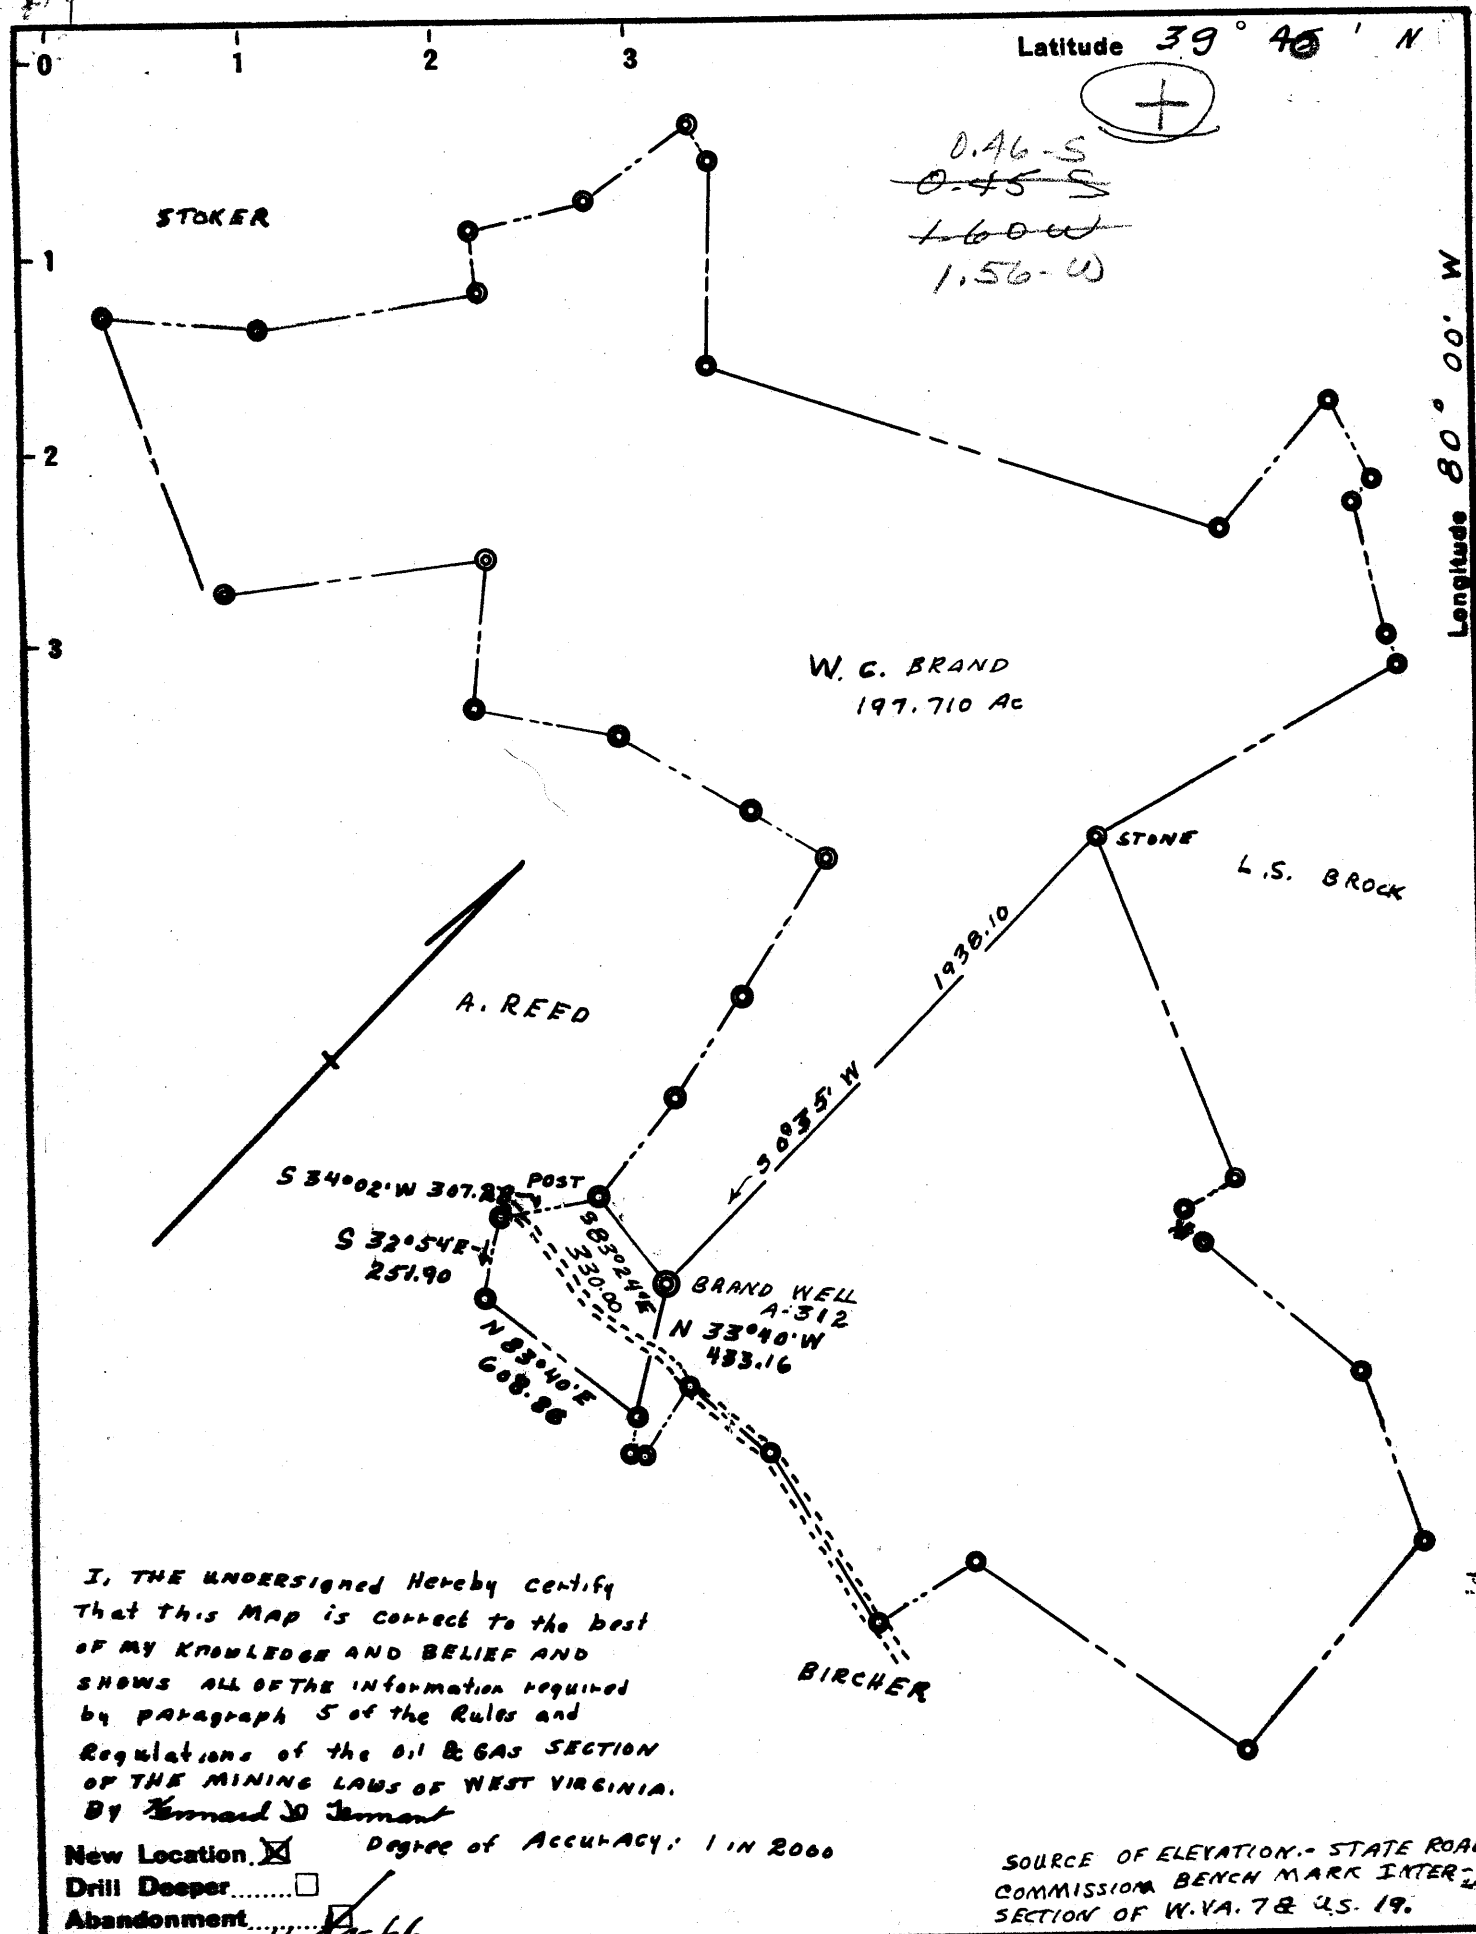 0 1 2 3
Latitude 39° 45' N
+
0.46-S
0.45 S
1.60 W
1.56-W
STOKER
1
2
3
Longitude 80° 00' W
W. C. BRAND
197.710 Ac
STONE
L.S. BROCK
1938.10
S 0°35' W
A. REED
S 34°02'W 307.28
POST
S 32°54'E
251.90
S83°24'E
330.00
BRAND WELL
A-312
N 33°40'W
433.16
N 83°40'E
608.86
BIRCHER
I, THE UNDERSIGNED Hereby certify
That this MAP is correct to the best
OF MY KNOWLEDGE AND BELIEF AND
SHOWS ALL OF THE INformation required
by pAragraph 5 of the Rules and
Regulations of the Oil & GAS SECTION
OF THE MINING LAWS OF WEST VIRGINIA.
By Kennard D Tennant
New Location
Degree of AccurAcy: 1 IN 2000
Drill Deeper
Abandonment
SOURCE OF ELEVATION.- STATE ROAD
COMMISSION BENCH MARK INTER-
SECTION OF W.VA. 7 & U.S. 19.